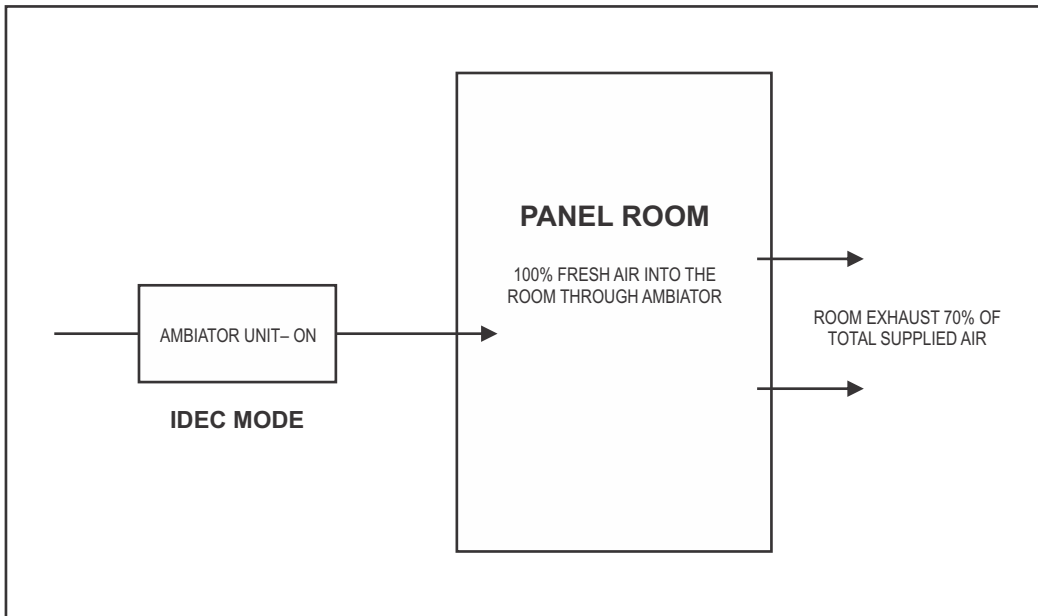 PANEL ROOM
100% FRESH AIR INTO THE
ROOM THROUGH AMBIATOR
AMBIATOR UNIT– ON
IDEC MODE
ROOM EXHAUST 70% OF
TOTAL SUPPLIED AIR